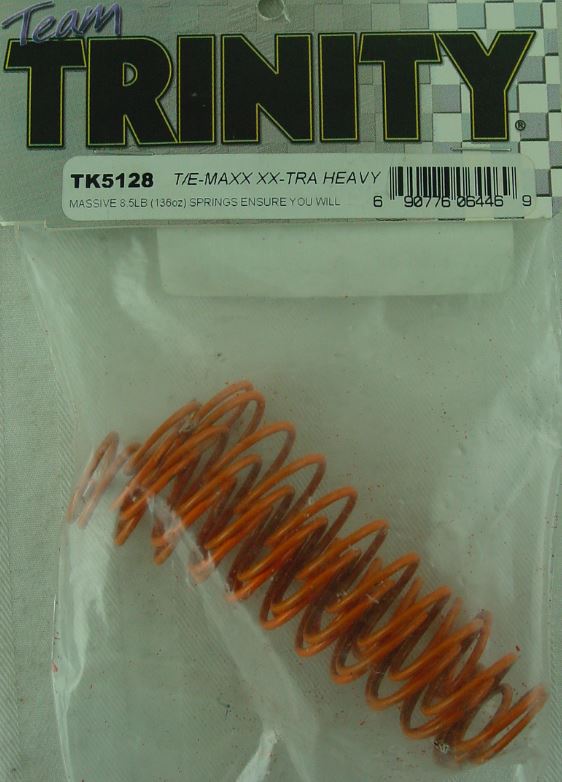 Team
TRINITY®
TK5128 T/E-MAXX XX-TRA HEAVY
MASSIVE 8.5LB (136oz) SPRINGS ENSURE YOU WILL
6 90776 06446 9